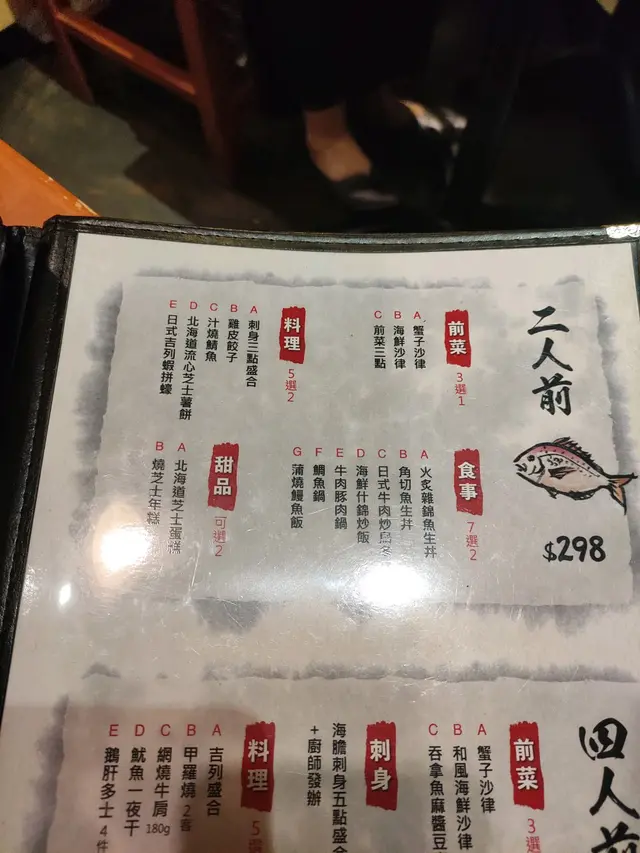 二人前
$298
前菜 3選1
A 蟹子沙律
B 海鮮沙律
C 前菜三點
料理 5選2
A 刺身三點盛合
B 雞皮餃子
C 汁燒鯖魚
D 北海道流心芝士薯餅
E 日式吉列蝦拼蠔
食事 7選2
A 火炙雜錦魚生丼
B 角切魚生丼
C 日式牛肉炒烏冬
D 海鮮什錦炒飯
E 牛肉豚肉鍋
F 鯛魚鍋
G 蒲燒鰻魚飯
甜品 可選2
A 北海道芝士蛋糕
B 燒芝士年糕
四人前
前菜 3選
A 蟹子沙律
B 和風海鮮沙律
C 吞拿魚麻醬豆
刺身
海膽刺身五點盛合
+廚師發辦
料理 5選
A 吉列盛合
B 甲羅燒 2客
C 網燒牛肩 180g
D 魷魚一夜干
E 鵝肝多士 4件